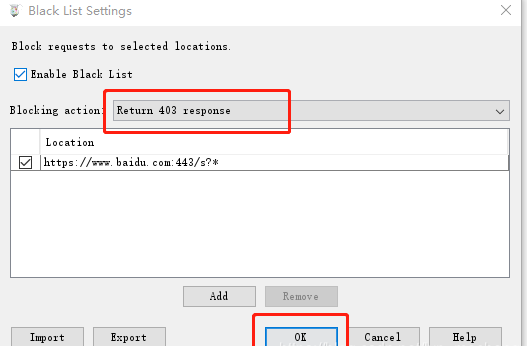 Black List Settings
Block requests to selected locations.
Enable Black List
Blocking action: Return 403 response
Location
https://www.baidu.com:443/s?*
Add Remove
Import Export OK Cancel Help